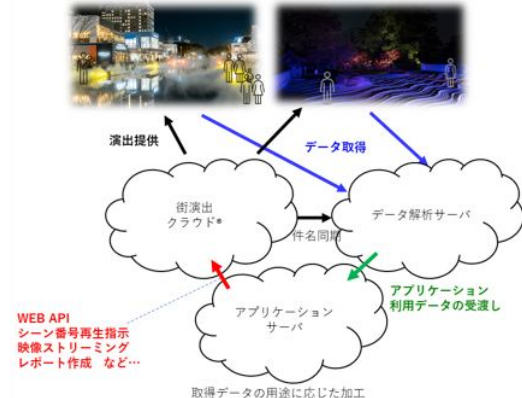 演出提供
データ取得
街演出
クラウド®
データ解析サーバ
件名同期
アプリケーション
利用データの受渡し
アプリケーション
サーバ
WEB API
シーン番号再生指示
映像ストリーミング
レポート作成 など…
取得データの用途に応じた加工